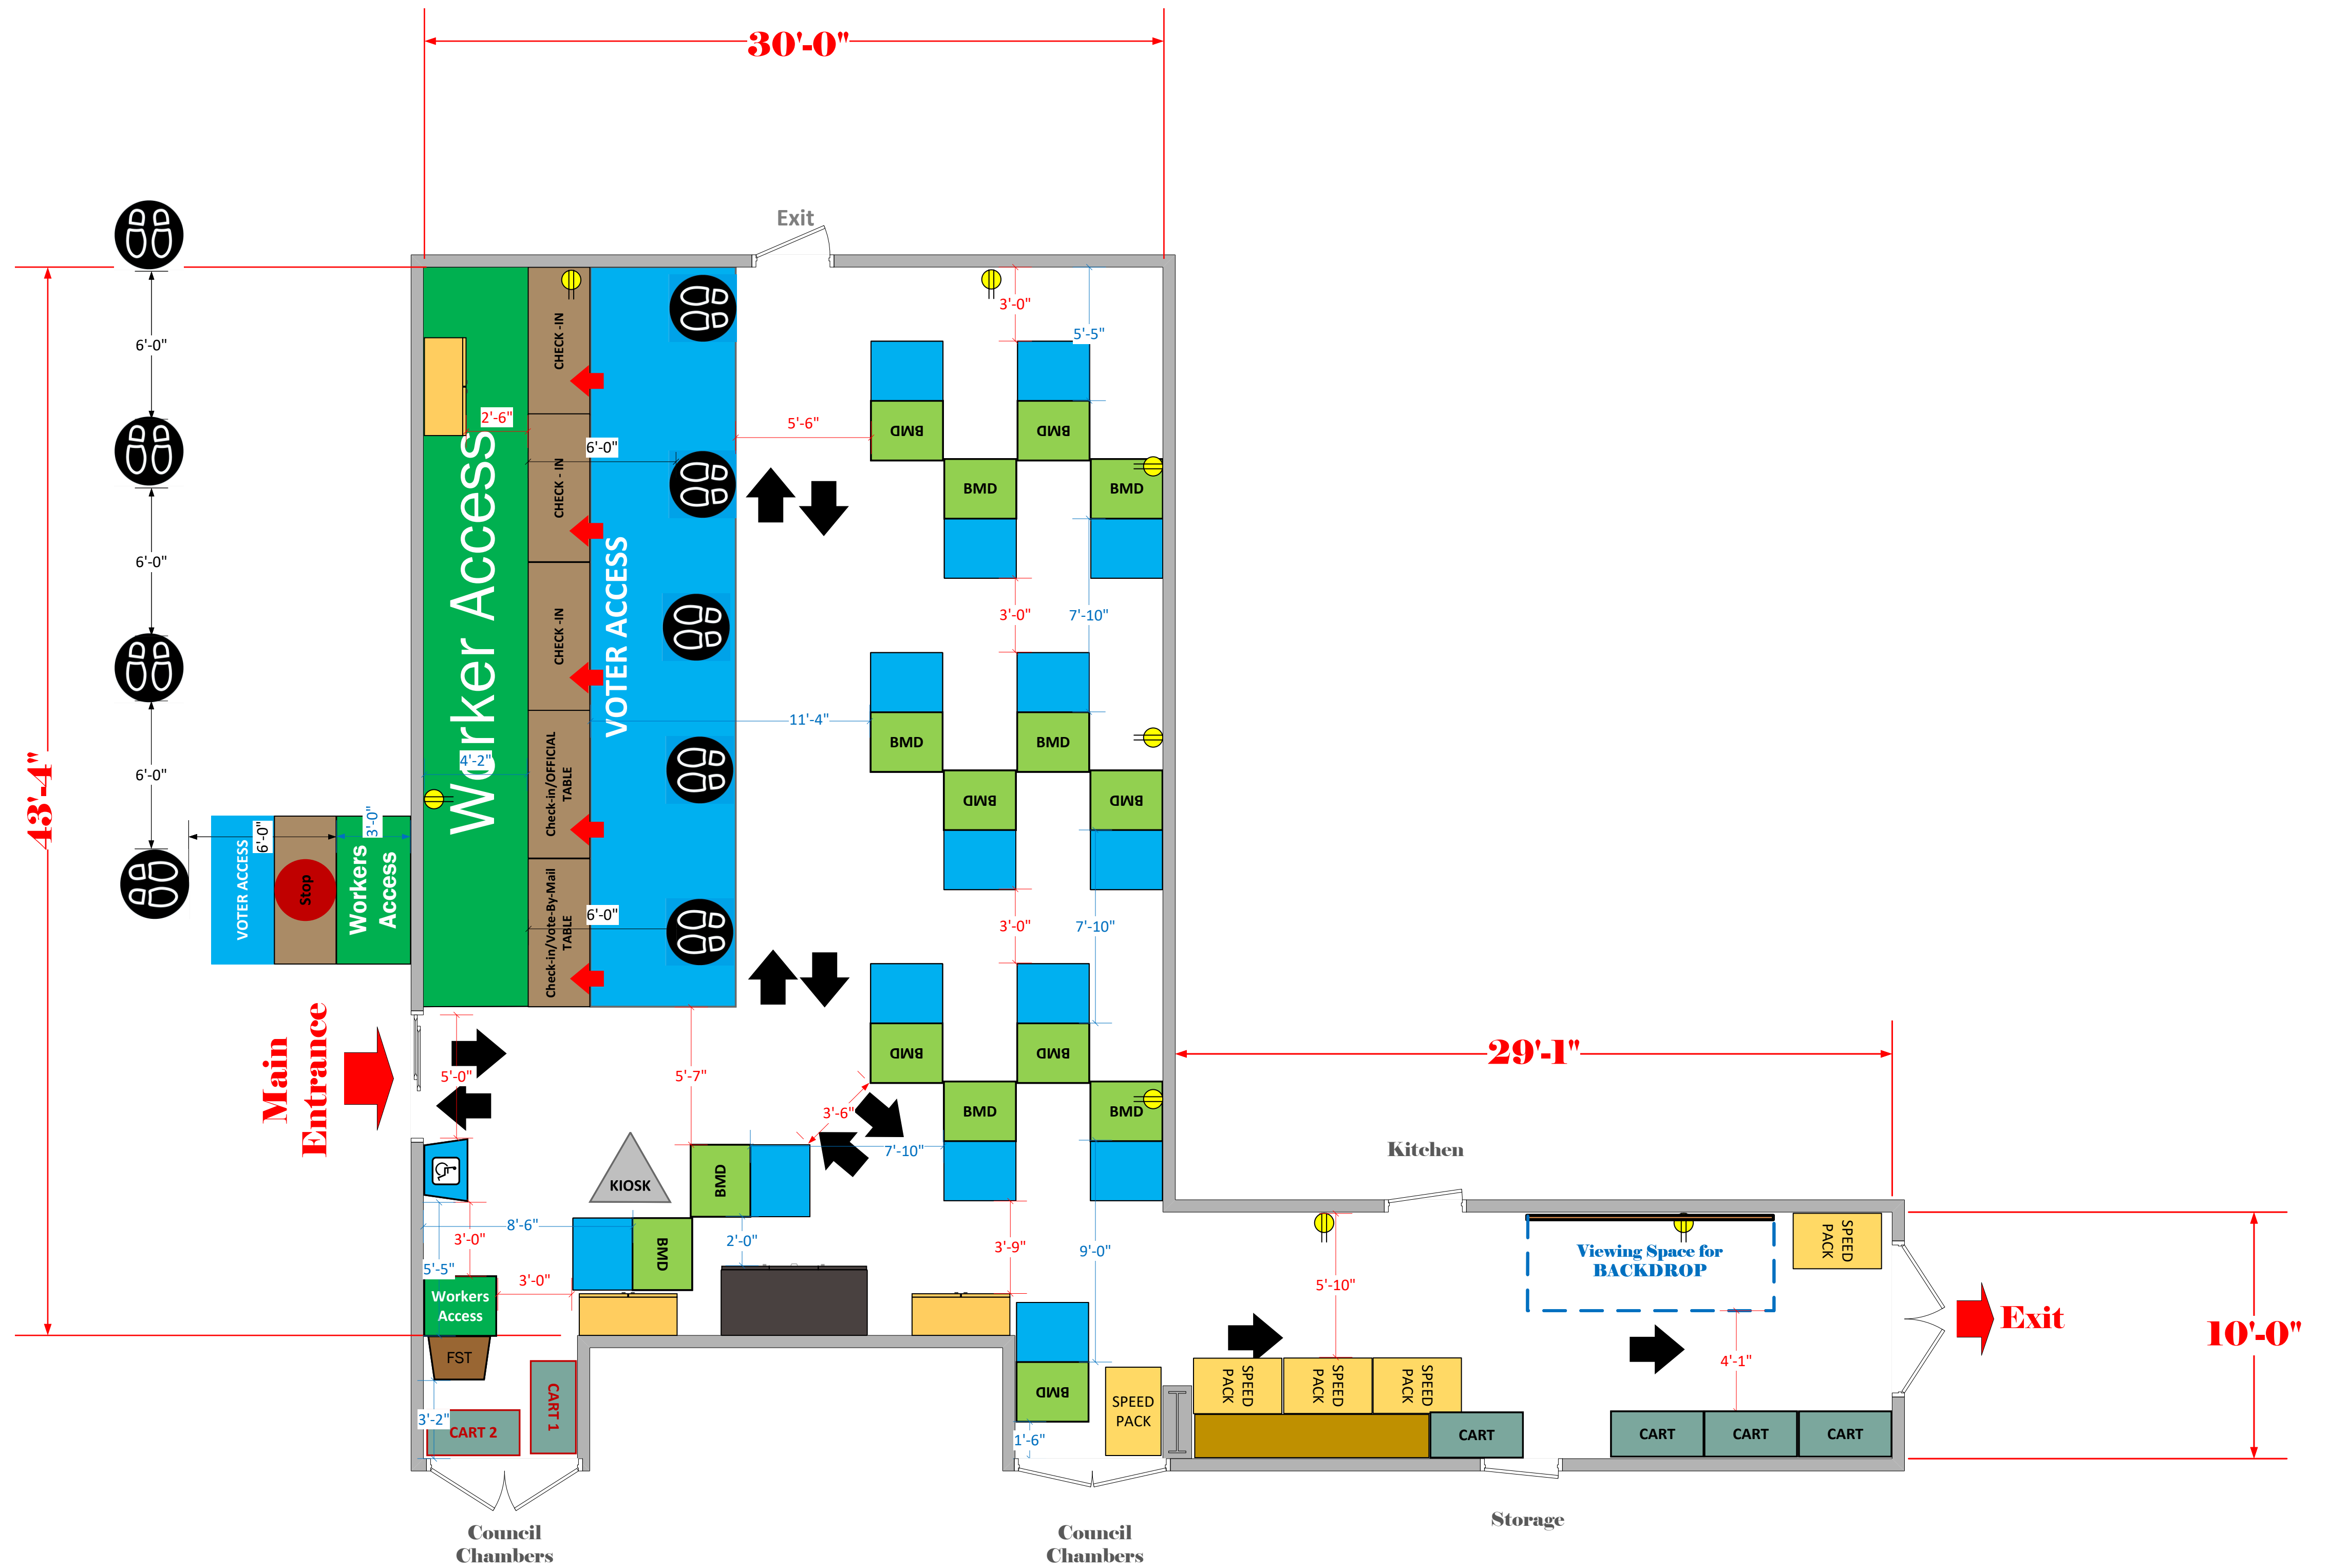 30'-0"
Exit
3'-0"
5'-5"
6'-0"
CHECK -IN
2'-6"
5'-6"
BMD
BMD
6'-0"
CHECK - IN
BMD
BMD
Worker Access
VOTER ACCESS
6'-0"
CHECK -IN
3'-0"
7'-10"
11'-4"
BMD
BMD
4'-2"
Check-in/OFFICIAL
TABLE
6'-0"
BMD
BMD
43'-4"
6'-0"
3'-0"
VOTER ACCESS
Stop
Workers
Access
Check-in/Vote-By-Mail
TABLE
6'-0"
3'-0"
7'-10"
Main
Entrance
5'-0"
5'-7"
BMD
BMD
29'-1"
3'-6"
BMD
BMD
7'-10"
Kitchen
KIOSK
BMD
8'-6"
3'-0"
5'-5"
2'-0"
BMD
3'-9"
9'-0"
3'-0"
5'-10"
Viewing Space for
BACKDROP
SPEED
PACK
Workers
Access
Exit
10'-0"
FST
4'-1"
CART 1
BMD
SPEED
PACK
SPEED
PACK
SPEED
PACK
SPEED
PACK
3'-2"
CART 2
1'-6"
CART
CART
CART
CART
Council
Chambers
Council
Chambers
Storage